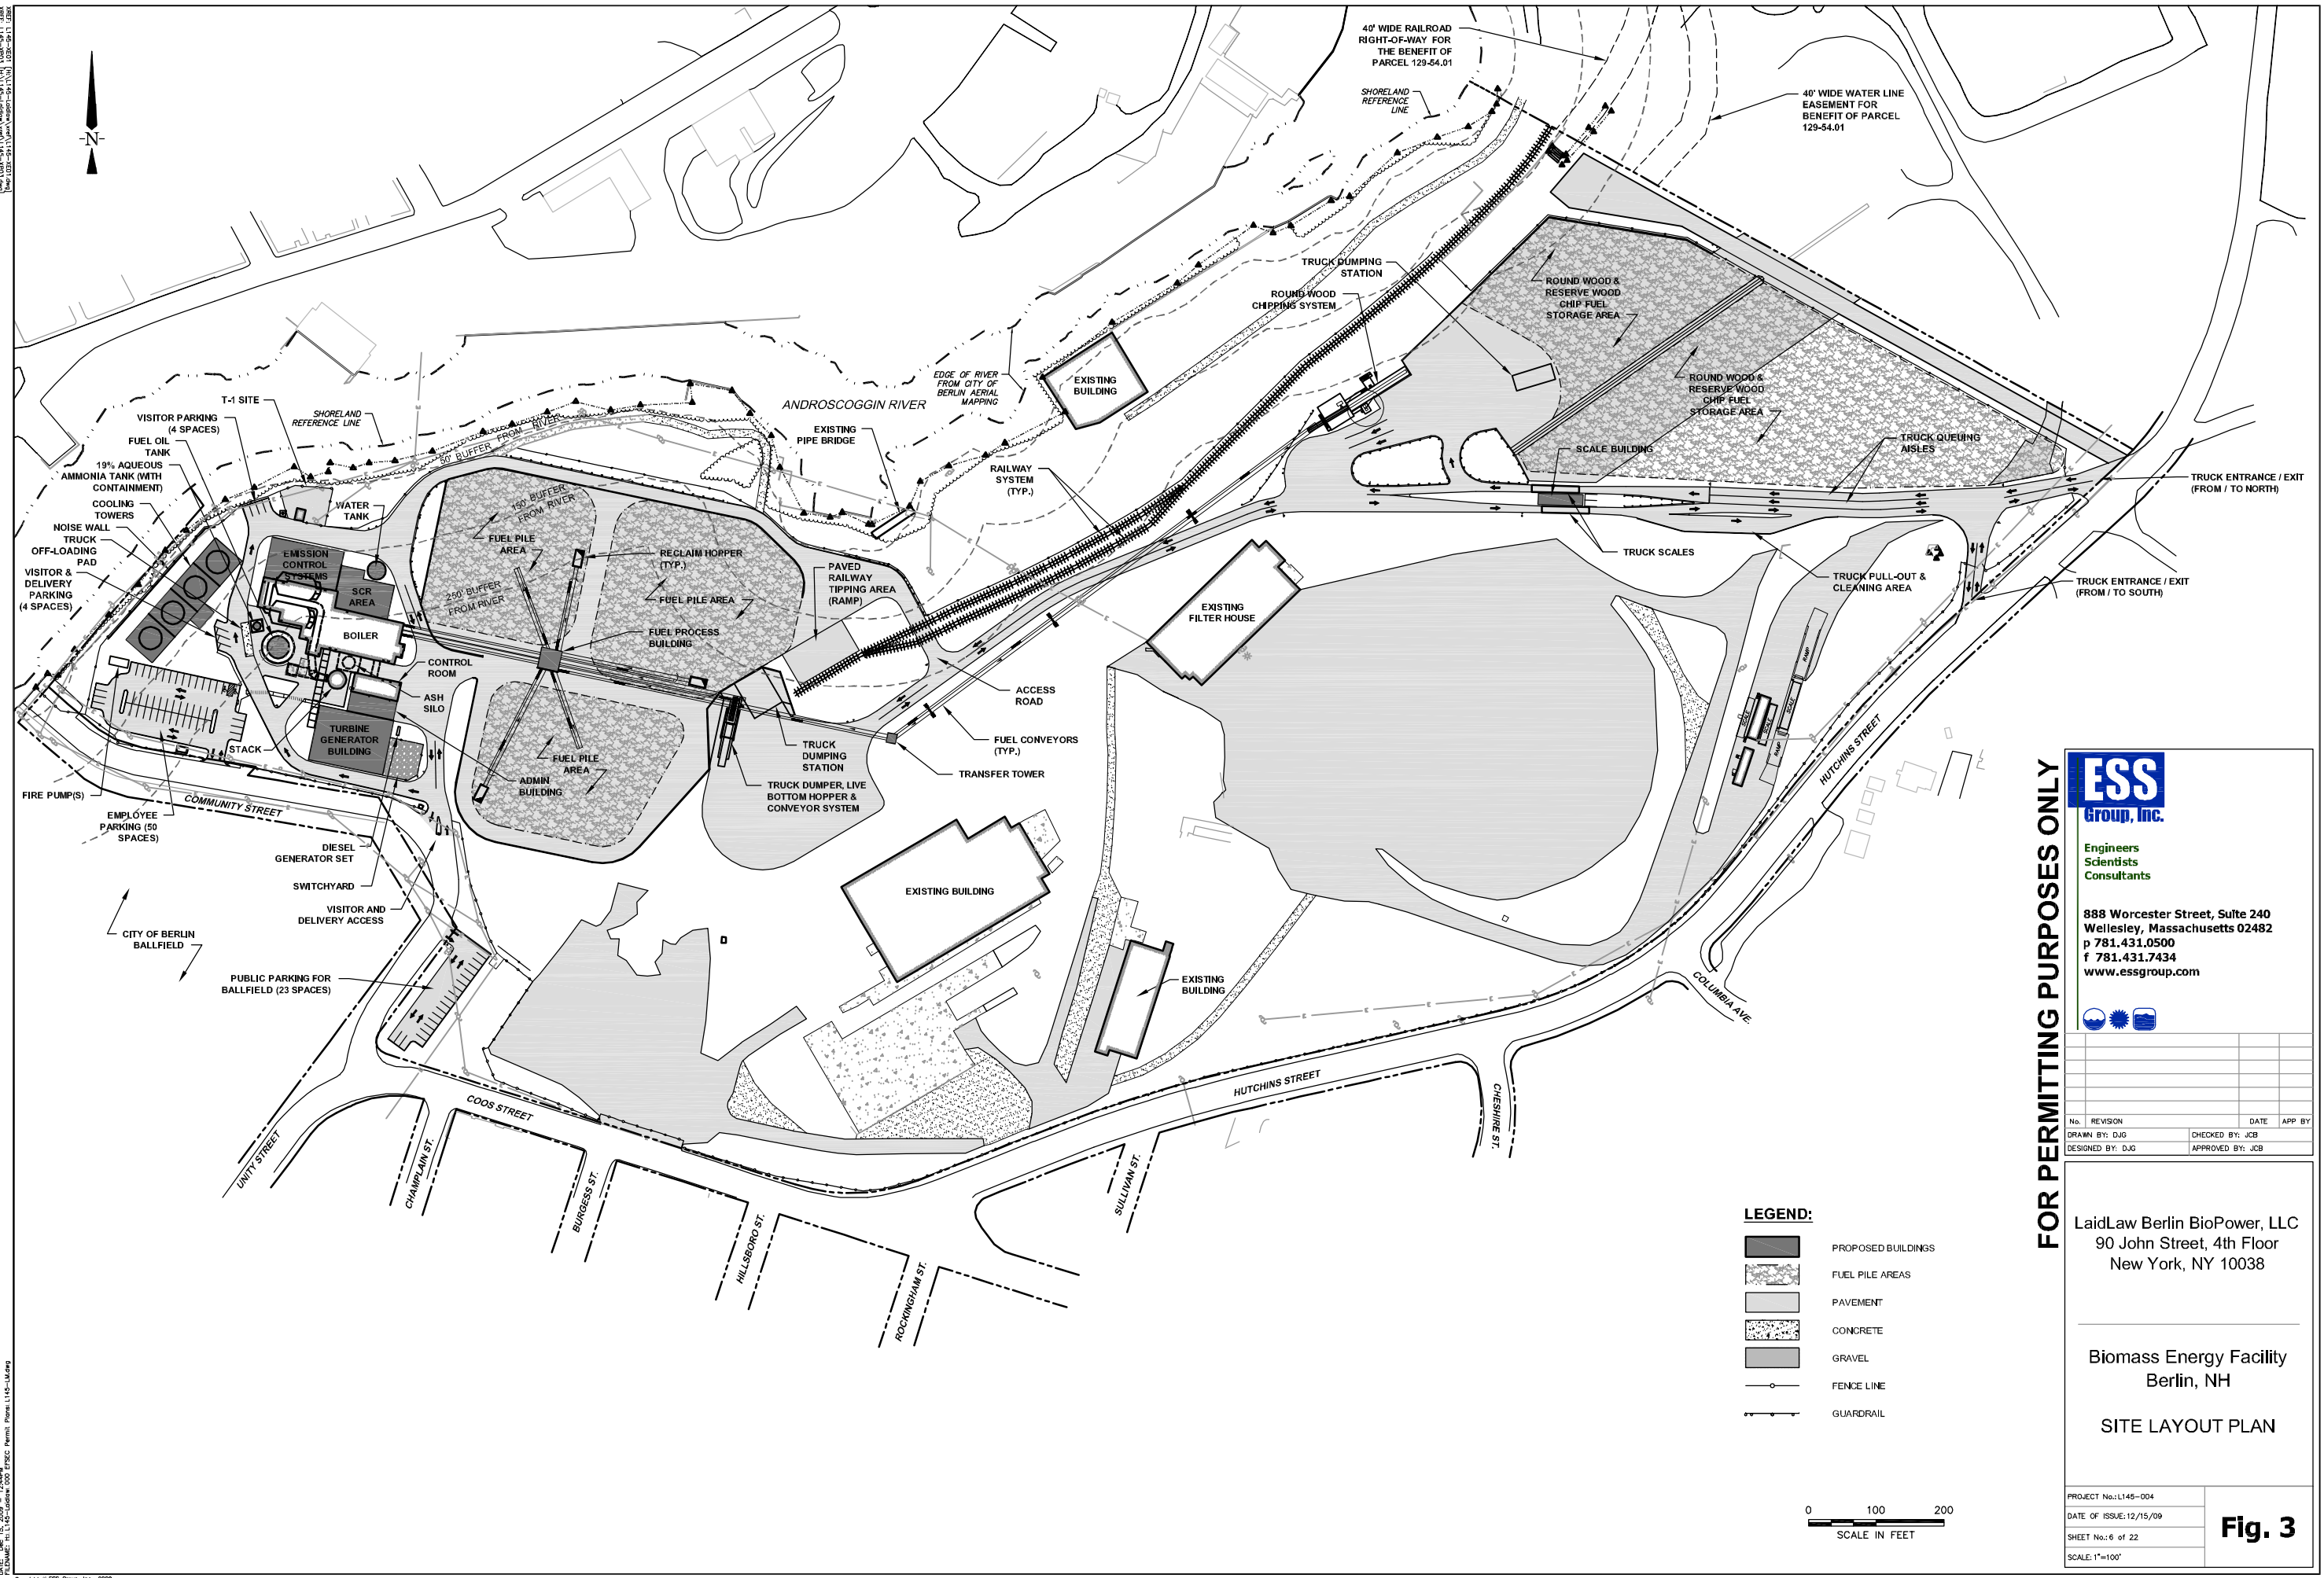 40' WIDE RAILROAD
RIGHT-OF-WAY FOR
THE BENEFIT OF
PARCEL 129-54.01
SHORELAND
REFERENCE
LINE
40' WIDE WATER LINE
EASEMENT FOR
BENEFIT OF PARCEL
129-54.01
-N-
TRUCK DUMPING
STATION
ROUND WOOD
CHIPPING SYSTEM
ROUND WOOD &
RESERVE WOOD
CHIP FUEL
STORAGE AREA
ROUND WOOD &
RESERVE WOOD
CHIP FUEL
STORAGE AREA
EDGE OF RIVER
FROM CITY OF
BERLIN AERIAL
MAPPING
EXISTING
BUILDING
ANDROSCOGGIN RIVER
EXISTING
PIPE BRIDGE
RAILWAY
SYSTEM
(TYP.)
SCALE BUILDING
TRUCK QUEUING
AISLES
TRUCK ENTRANCE / EXIT
(FROM / TO NORTH)
TRUCK SCALES
TRUCK PULL-OUT &
CLEANING AREA
TRUCK ENTRANCE / EXIT
(FROM / TO SOUTH)
T-1 SITE
SHORELAND
REFERENCE LINE
VISITOR PARKING
(4 SPACES)
FUEL OIL
TANK
19% AQUEOUS
AMMONIA TANK (WITH
CONTAINMENT)
COOLING
TOWERS
NOISE WALL
TRUCK
OFF-LOADING
PAD
VISITOR &
DELIVERY
PARKING
(4 SPACES)
50' BUFFER FROM RIVER
WATER
TANK
150' BUFFER
FROM RIVER
FUEL PILE
AREA
250' BUFFER
FROM RIVER
RECLAIM HOPPER
(TYP.)
FUEL PILE AREA
PAVED
RAILWAY
TIPPING AREA
(RAMP)
EMISSION
CONTROL
SYSTEMS
SCR
AREA
BOILER
FUEL PROCESS
BUILDING
CONTROL
ROOM
ASH
SILO
TURBINE
GENERATOR
BUILDING
STACK
FUEL PILE
AREA
ADMIN
BUILDING
TRUCK
DUMPING
STATION
TRUCK DUMPER, LIVE
BOTTOM HOPPER &
CONVEYOR SYSTEM
ACCESS
ROAD
FUEL CONVEYORS
(TYP.)
TRANSFER TOWER
EXISTING
FILTER HOUSE
RAMP
SCALE
SCALE
SCALE
RAMP
HUTCHINS STREET
FIRE PUMP(S)
COMMUNITY STREET
EMPLOYEE
PARKING (50
SPACES)
DIESEL
GENERATOR SET
SWITCHYARD
VISITOR AND
DELIVERY ACCESS
CITY OF BERLIN
BALLFIELD
PUBLIC PARKING FOR
BALLFIELD (23 SPACES)
EXISTING BUILDING
EXISTING
BUILDING
COLUMBIA AVE.
HUTCHINS STREET
CHESHIRE ST.
COOS STREET
UNITY STREET
CHAMPLAIN ST.
BURGESS ST.
HILLSBORO ST.
ROCKINGHAM ST.
SULLIVAN ST.
LEGEND:
PROPOSED BUILDINGS
FUEL PILE AREAS
PAVEMENT
CONCRETE
GRAVEL
FENCE LINE
GUARDRAIL
0 100 200
SCALE IN FEET
FOR PERMITTING PURPOSES ONLY
ESS
Group, Inc.
Engineers
Scientists
Consultants
888 Worcester Street, Suite 240
Wellesley, Massachusetts 02482
p 781.431.0500
f 781.431.7434
www.essgroup.com
No. REVISION DATE APP BY
DRAWN BY: DJG CHECKED BY: JCB
DESIGNED BY: DJG APPROVED BY: JCB
LaidLaw Berlin BioPower, LLC
90 John Street, 4th Floor
New York, NY 10038
Biomass Energy Facility
Berlin, NH
SITE LAYOUT PLAN
PROJECT No.: L145-004
DATE OF ISSUE: 12/15/09
SHEET No.: 6 of 22
SCALE: 1"=100'
Fig. 3